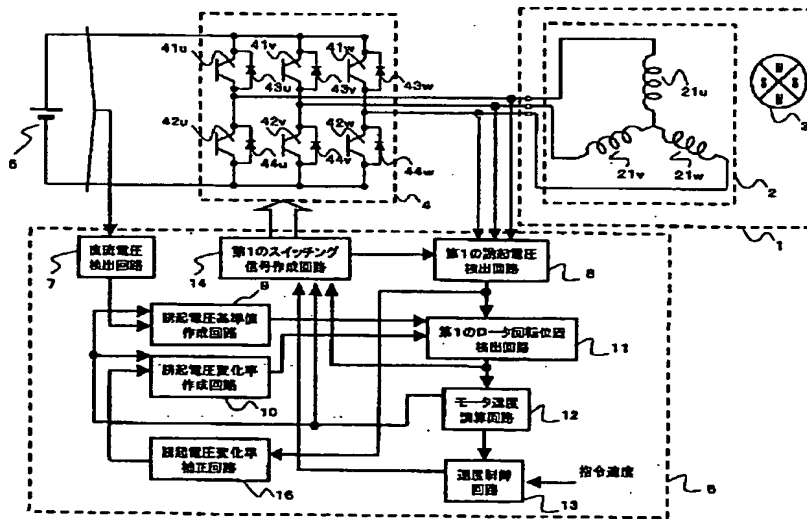 41u
41v
41w
43u
43v
43w
42u
42v
42w
44u
44v
44w
4
6
21u
21v
21w
2
3
N
S
S
N
1
直流電圧
検出回路
7
第1のスイッチング
信号作成回路
14
第1の誘起電圧
検出回路
8
9
誘起電圧基準値
作成回路
第1のロータ回転位置
検出回路
11
誘起電圧変化率
作成回路
10
モータ速度
演算回路
12
誘起電圧変化率
補正回路
16
速度制御
回路
13
指令速度